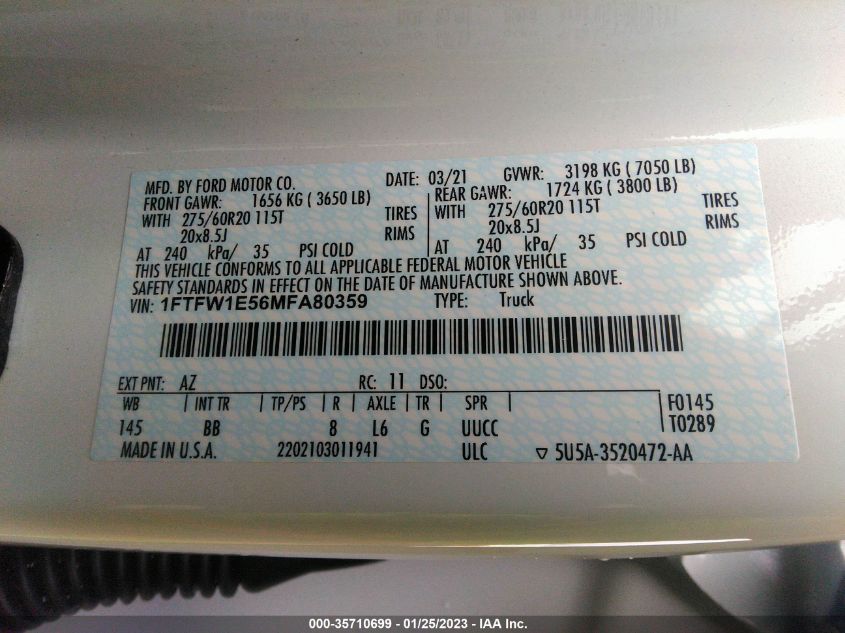 MFD. BY FORD MOTOR CO. DATE: 03/21 GVWR: 3198 KG ( 7050 LB)
FRONT GAWR: 1656 KG ( 3650 LB) REAR GAWR: 1724 KG ( 3800 LB)
WITH 275/60R20 115T TIRES WITH 275/60R20 115T TIRES
20x8.5J RIMS 20x8.5J RIMS
AT 240 kPa/ 35 PSI COLD AT 240 kPa/ 35 PSI COLD
THIS VEHICLE CONFORMS TO ALL APPLICABLE FEDERAL MOTOR VEHICLE
SAFETY STANDARDS IN EFFECT ON THE DATE OF MANUFACTURE SHOWN ABOVE.
VIN: 1FTFW1E56MFA80359 TYPE: Truck
EXT PNT: AZ RC: 11 DSO:
WB INT TR TP/PS R AXLE TR SPR F0145
145 BB 8 L6 G UUCC T0289
MADE IN U.S.A. 2202103011941 ULC ▽ 5U5A-3520472-AA
000-35710699 - 01/25/2023 - IAA Inc.